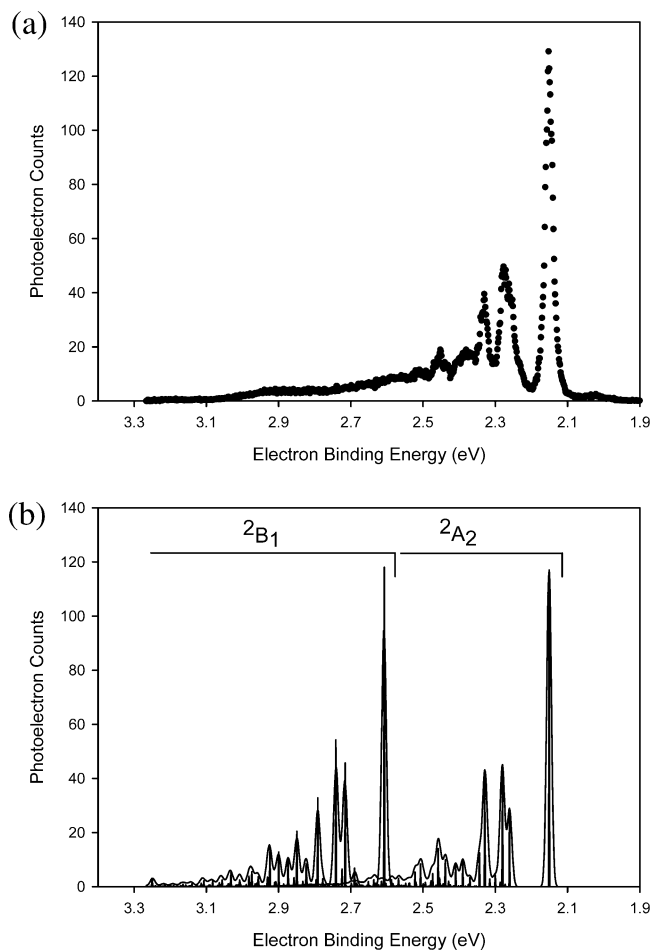 (a)
140
120
100
80
60
40
20
0
Photoelectron Counts
3.3 3.1 2.9 2.7 2.5 2.3 2.1 1.9
Electron Binding Energy (eV)
(b)
140
120
100
80
60
40
20
0
Photoelectron Counts
²B₁ ²A₂
3.3 3.1 2.9 2.7 2.5 2.3 2.1 1.9
Electron Binding Energy (eV)